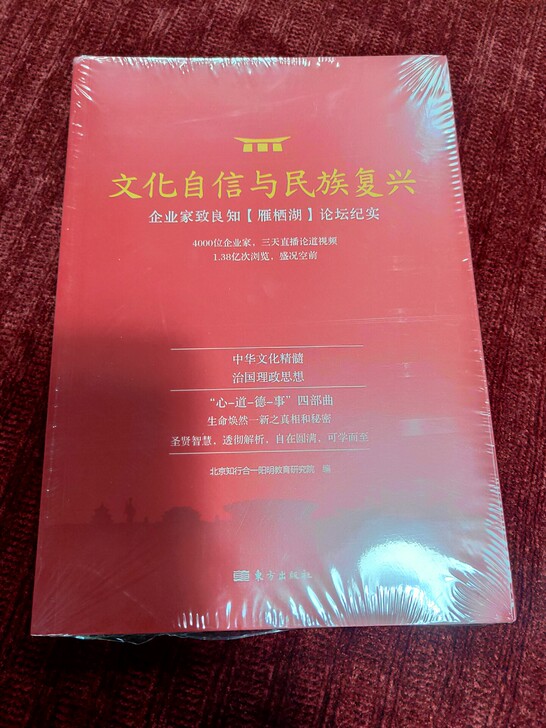 文化自信与民族复兴
企业家致良知【雁栖湖】论坛纪实
4000位企业家，三天直播论道视频
1.38亿次浏览，盛况空前
中华文化精髓
治国理政思想
“心–道–德–事”四部曲
生命焕然一新之真相和秘密
圣贤智慧，透彻解析，自在圆满，可学而至
北京知行合一阳明教育研究院 编
东方出版社